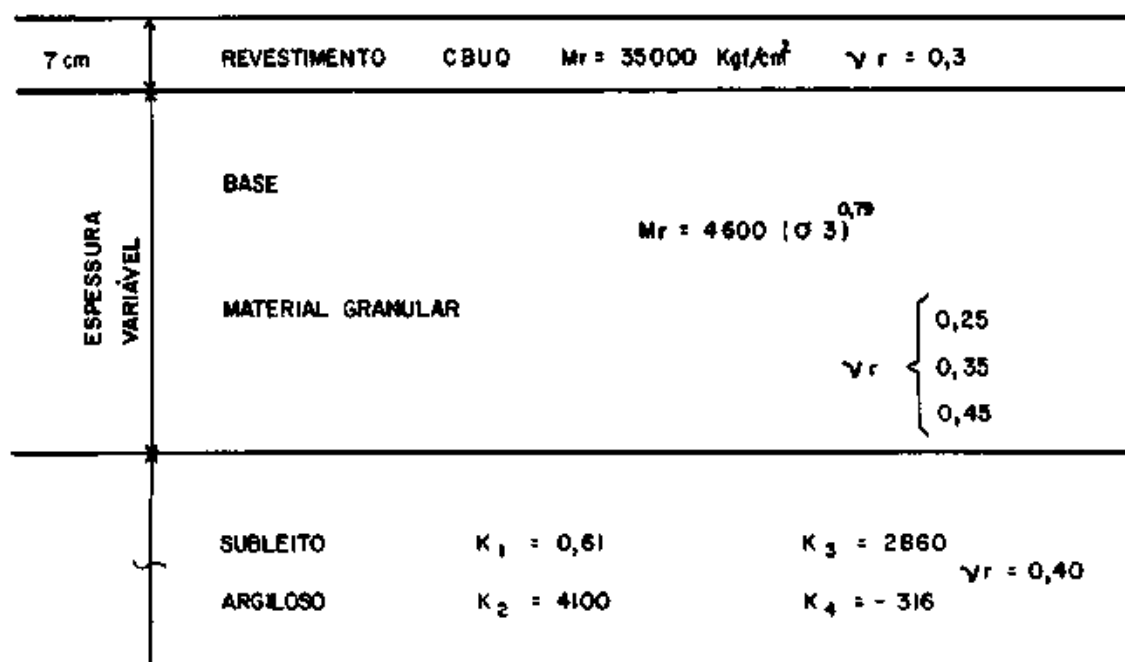 7 cm REVESTIMENTO CBUQ Mr = 35000 Kgf/cm² νr = 0,3
ESPESSURA VARIÁVEL
BASE
Mr = 4600 (σ 3)^0,79
MATERIAL GRANULAR
νr { 0,25
0,35
0,45
SUBLEITO K₁ = 0,61 K₃ = 2860
νr = 0,40
ARGILOSO K₂ = 4100 K₄ = - 316